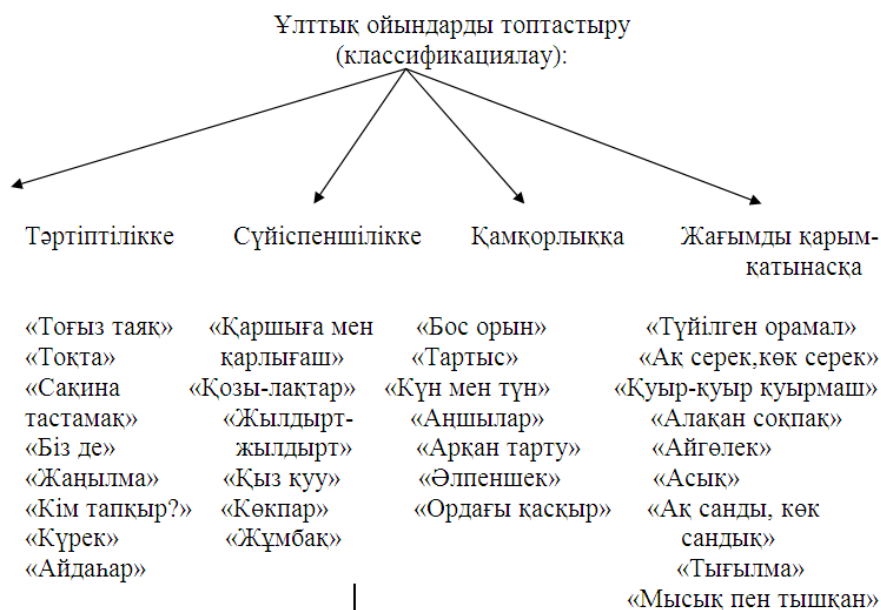 Ұлттық ойындарды топтастыру
(классификациялау):
Тәртіптілікке
Сүйіспеншілікке
Қамқорлыққа
Жағымды қарым-
қатынасқа
«Тоғыз таяқ»
«Тоқта»
«Сақина
тастамақ»
«Біз де»
«Жаңылма»
«Кім тапқыр?»
«Күрек»
«Айдаһар»
«Қаршыға мен
қарлығаш»
«Қозы-лақтар»
«Жылдырт-
жылдырт»
«Қыз қуу»
«Көкпар»
«Жұмбақ»
«Бос орын»
«Тартыс»
«Күн мен түн»
«Аңшылар»
«Арқан тарту»
«Әлпеншек»
«Ордағы қасқыр»
«Түйілген орамал»
«Ақ серек,көк серек»
«Қуыр-қуыр қуырмаш»
«Алақан соқпақ»
«Айгөлек»
«Асық»
«Ақ санды, көк
сандық»
«Тығылма»
«Мысық пен тышқан»